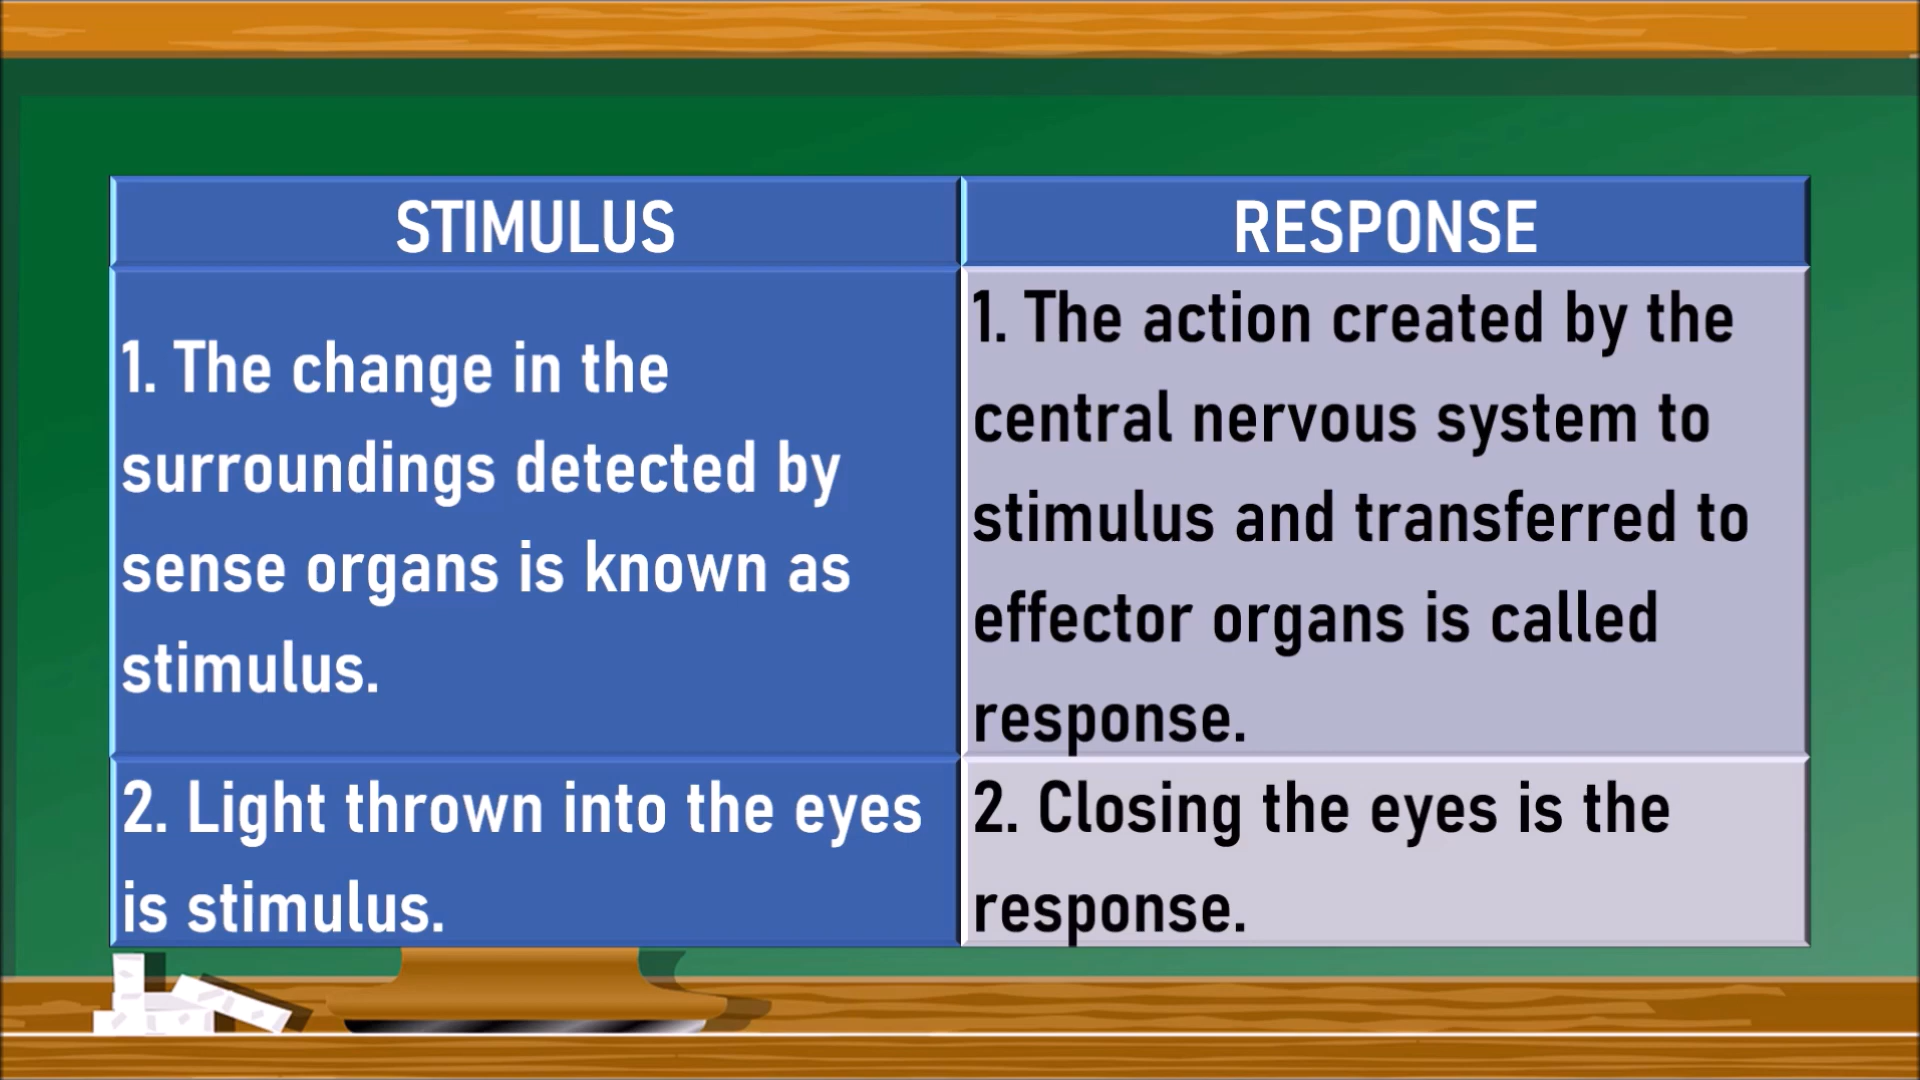 STIMULUS
RESPONSE
1. The change in the
surroundings detected by
sense organs is known as
stimulus.
1. The action created by the
central nervous system to
stimulus and transferred to
effector organs is called
response.
2. Light thrown into the eyes
is stimulus.
2. Closing the eyes is the
response.